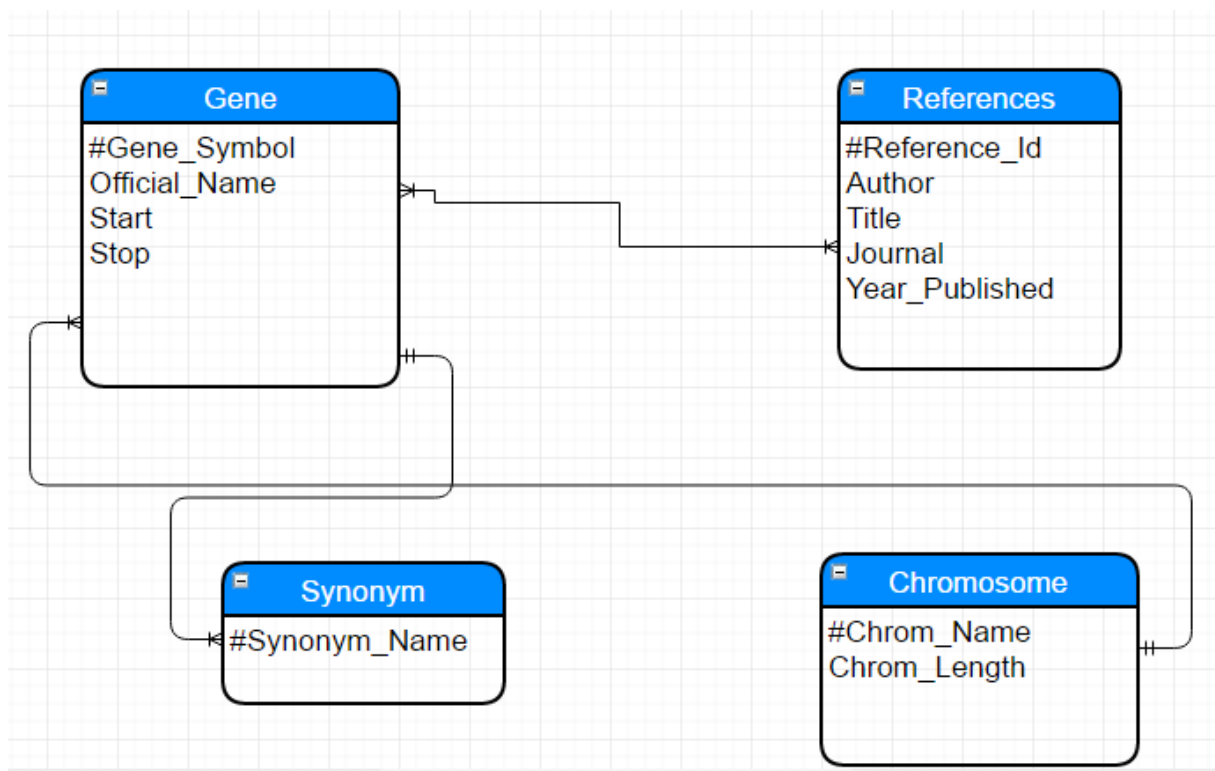 Gene
#Gene_Symbol
Official_Name
Start
Stop
References
#Reference_Id
Author
Title
Journal
Year_Published
Synonym
#Synonym_Name
Chromosome
#Chrom_Name
Chrom_Length